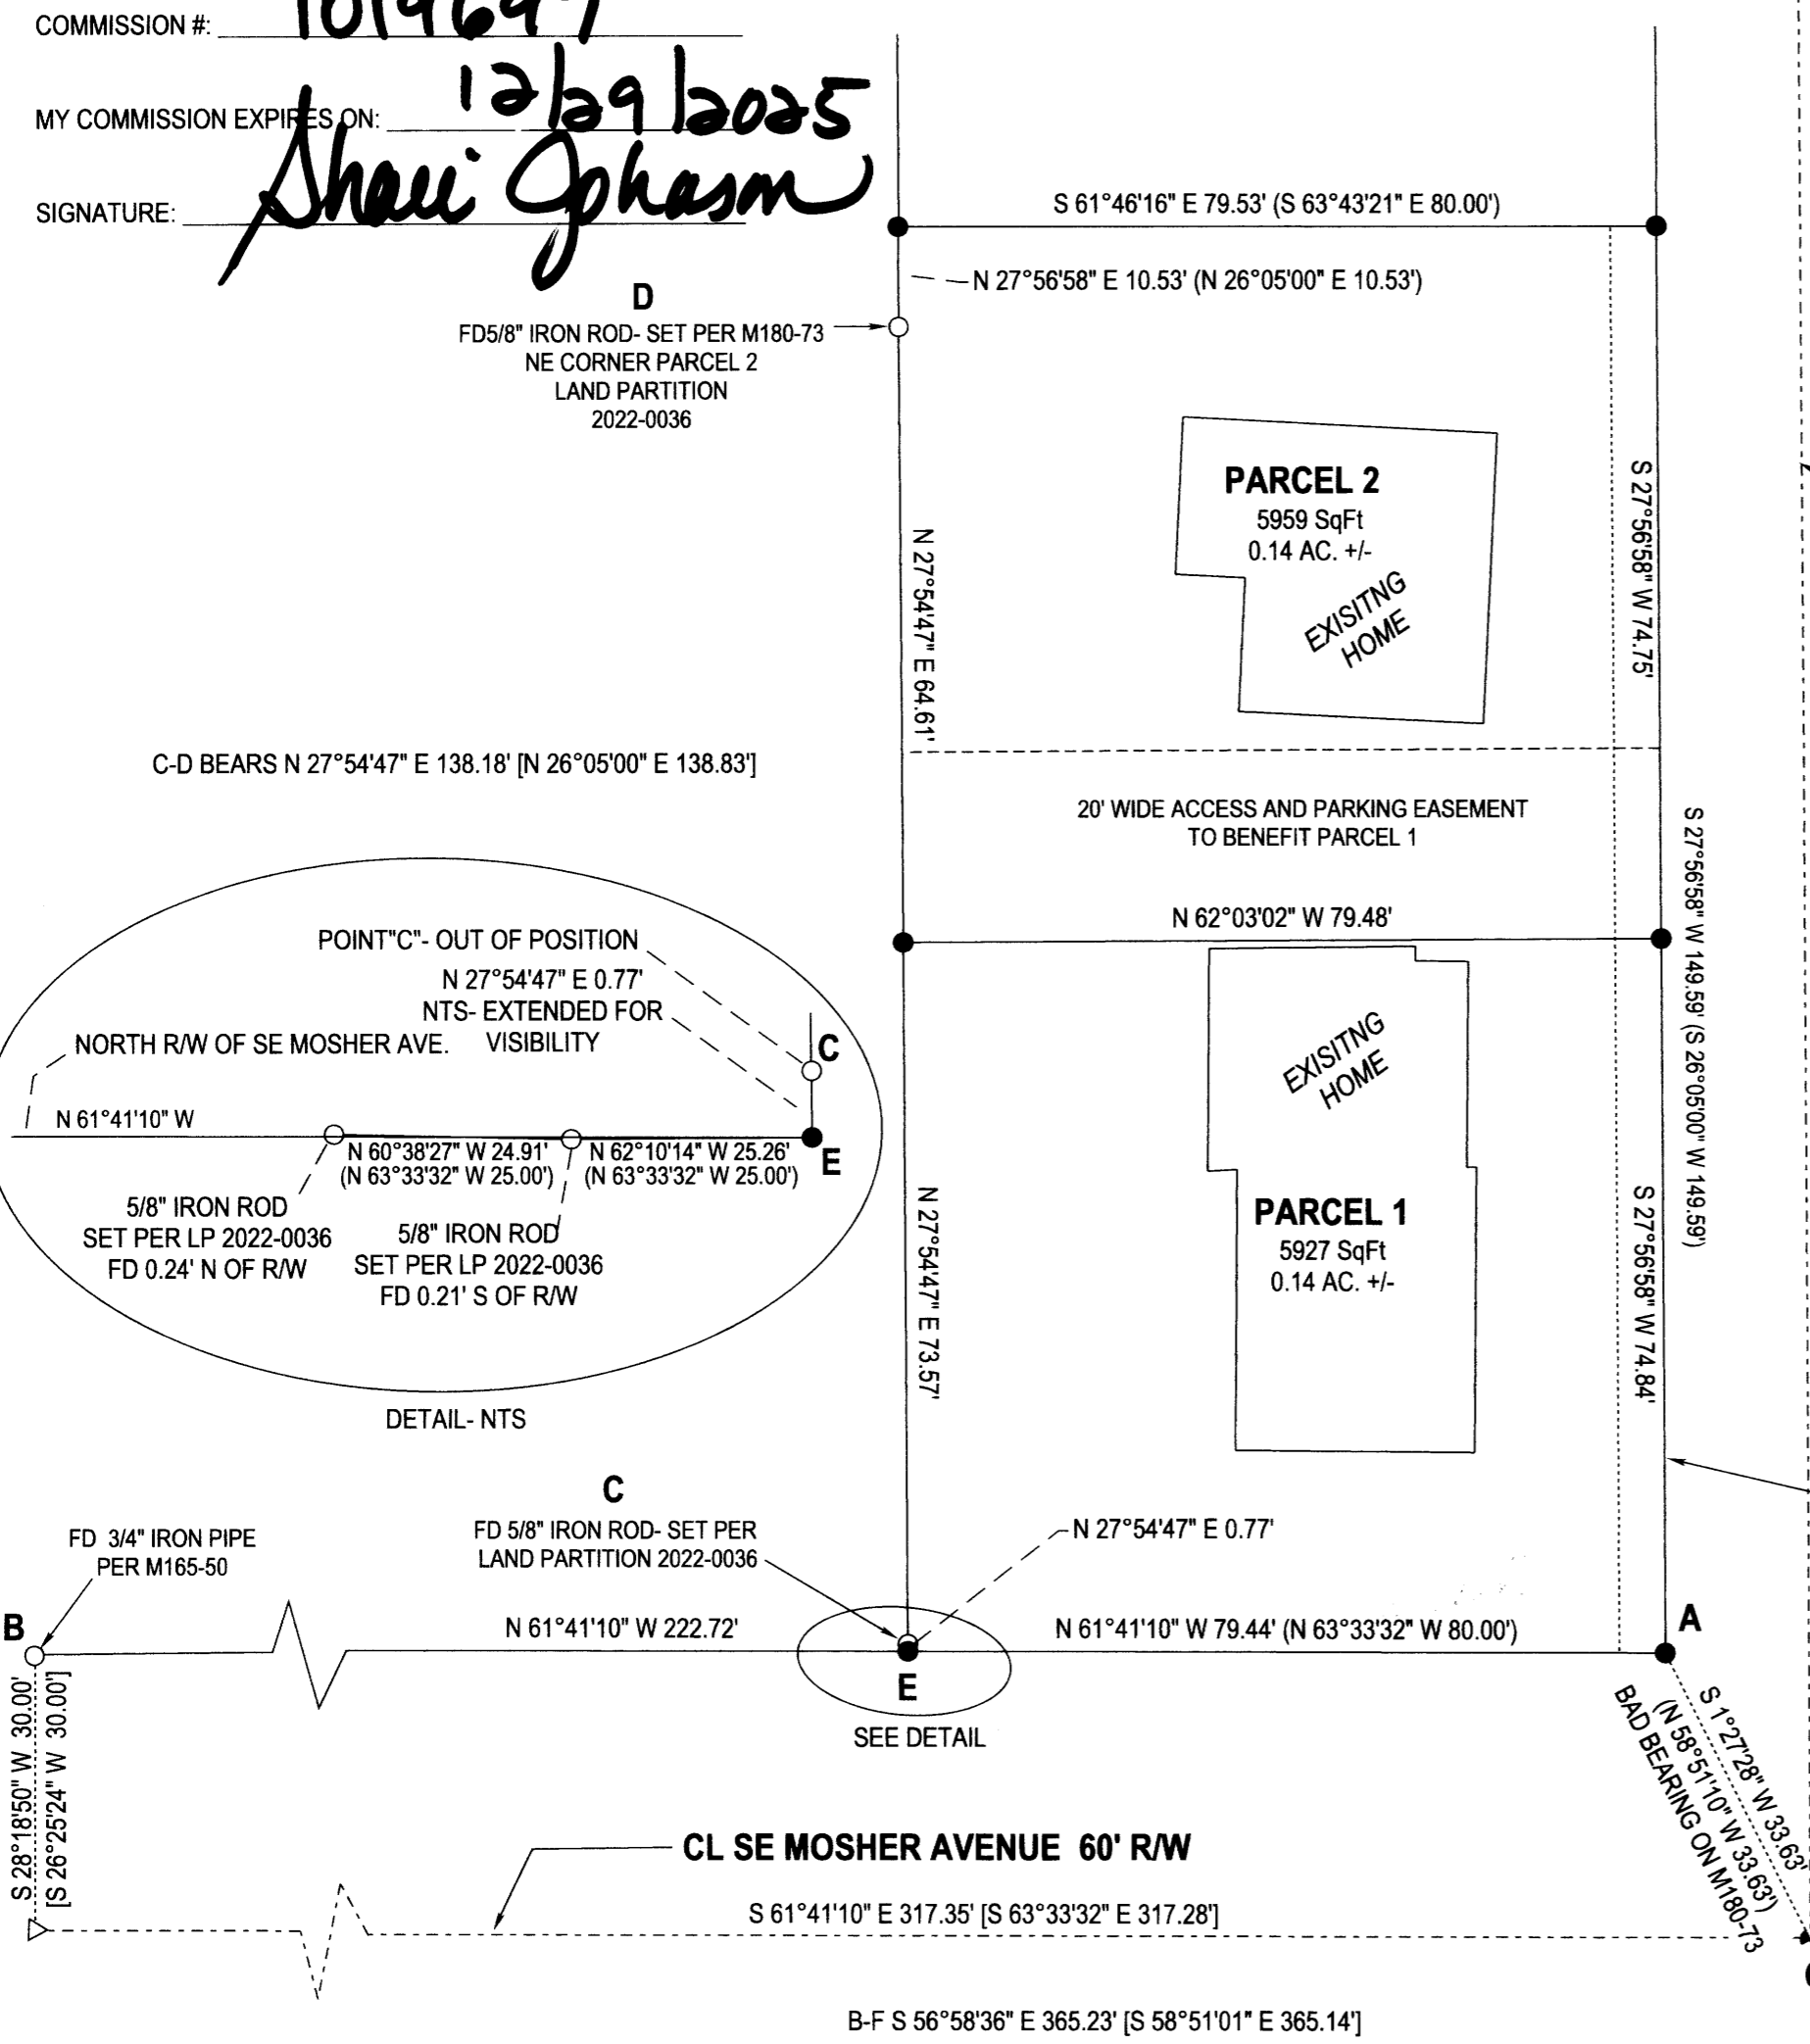 COMMISSION #:
MY COMMISSION EXPIRES ON: 12/29/2025
SIGNATURE: Shaii Johnson
S 61°46'16" E 79.53' (S 63°43'21" E 80.00')
N 27°56'58" E 10.53' (N 26°05'00" E 10.53')
D
FD5/8" IRON ROD- SET PER M180-73
NE CORNER PARCEL 2
LAND PARTITION
2022-0036
PARCEL 2
5959 SqFt
0.14 AC. +/-
EXISITNG
HOME
N 27°54'47" E 64.61'
S 27°56'58" W 74.75'
C-D BEARS N 27°54'47" E 138.18' [N 26°05'00" E 138.83']
20' WIDE ACCESS AND PARKING EASEMENT
TO BENEFIT PARCEL 1
S 27°56'58" W 149.59' (S 26°05'00" W 149.59')
N 62°03'02" W 79.48'
POINT"C"- OUT OF POSITION
N 27°54'47" E 0.77'
NTS- EXTENDED FOR
VISIBILITY
NORTH R/W OF SE MOSHER AVE.
C
N 61°41'10" W
N 60°38'27" W 24.91'
(N 63°33'32" W 25.00')
N 62°10'14" W 25.26'
(N 63°33'32" W 25.00')
E
5/8" IRON ROD
SET PER LP 2022-0036
FD 0.24' N OF R/W
5/8" IRON ROD
SET PER LP 2022-0036
FD 0.21' S OF R/W
DETAIL- NTS
EXISITNG
HOME
PARCEL 1
5927 SqFt
0.14 AC. +/-
N 27°54'47" E 73.57'
S 27°56'58" W 74.84'
C
FD 5/8" IRON ROD- SET PER
LAND PARTITION 2022-0036
N 27°54'47" E 0.77'
FD 3/4" IRON PIPE
PER M165-50
B
N 61°41'10" W 222.72'
E
N 61°41'10" W 79.44' (N 63°33'32" W 80.00')
A
SEE DETAIL
S 28°18'50" W 30.00'
[S 26°25'24" W 30.00']
S 1°27'28" W 33.63'
(N 58°51'10" W 33.63')
BAD BEARING ON M180-73
CL SE MOSHER AVENUE 60' R/W
S 61°41'10" E 317.35' [S 63°33'32" E 317.28']
B-F S 56°58'36" E 365.23' [S 58°51'01" E 365.14']